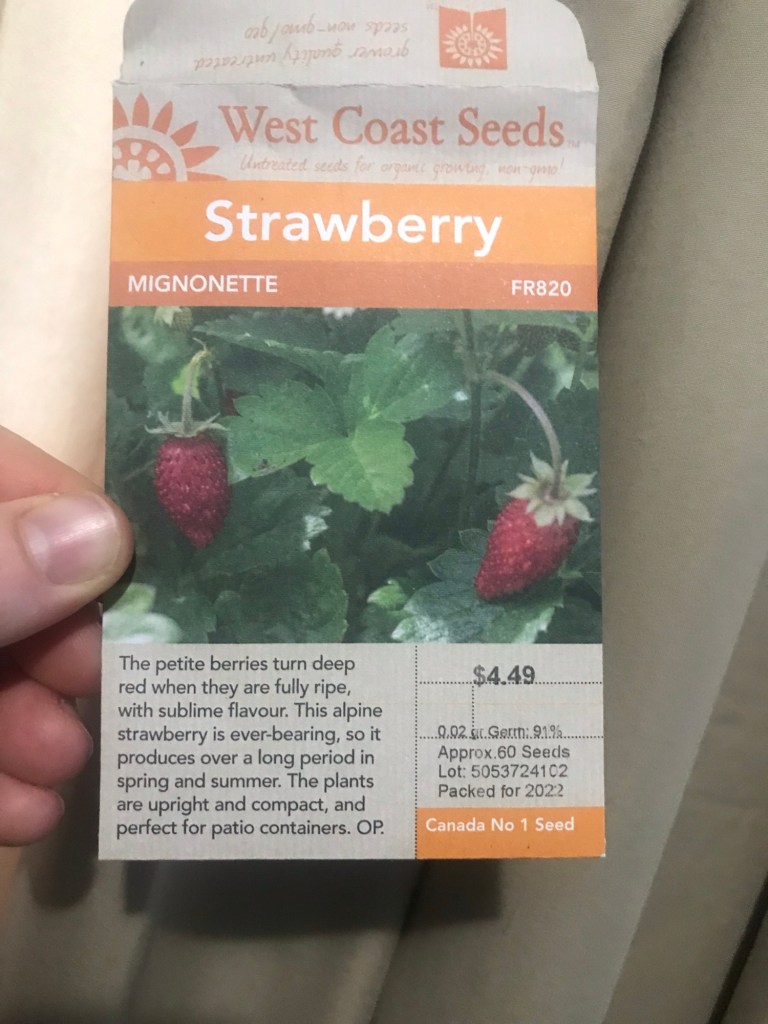 grower quality untreated
seeds non-gmo/geo
West Coast Seeds™
Untreated seeds for organic growing, non-gmo!
Strawberry
MIGNONETTE FR820
The petite berries turn deep
red when they are fully ripe,
with sublime flavour. This alpine
strawberry is ever-bearing, so it
produces over a long period in
spring and summer. The plants
are upright and compact, and
perfect for patio containers. OP.
$4.49
0.02 gr Germ: 91%
Approx.60 Seeds
Lot: 5053724102
Packed for 2022
Canada No 1 Seed